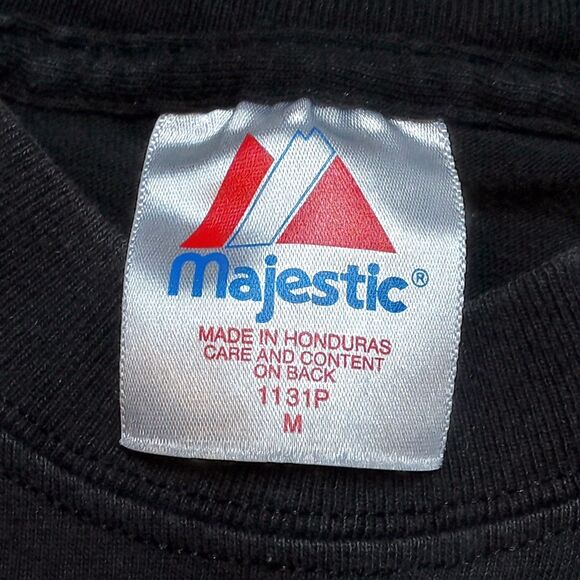 Majestic®
MADE IN HONDURAS
CARE AND CONTENT
ON BACK
1131P
M